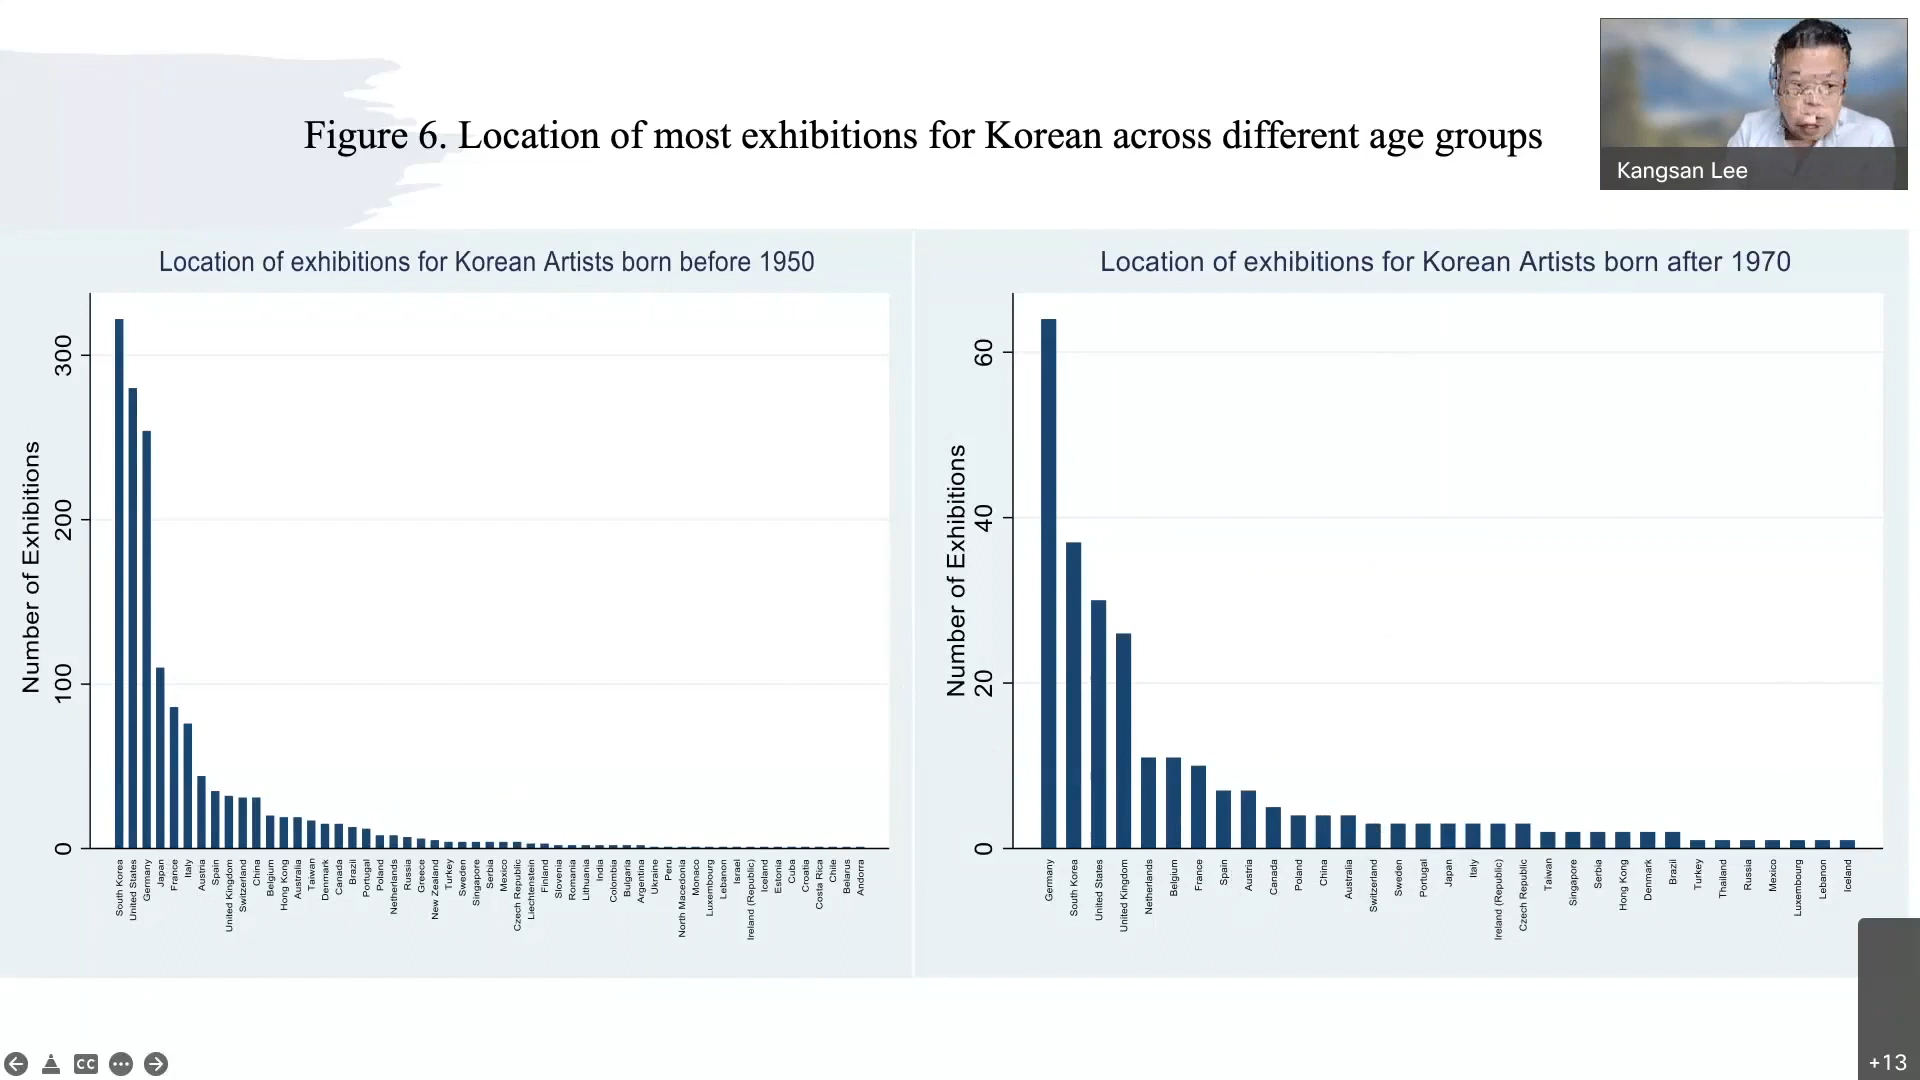 Figure 6. Location of most exhibitions for Korean across different age groups
Kangsan Lee
Location of exhibitions for Korean Artists born before 1950
Number of Exhibitions
300
200
100
0
South Korea
United States
Germany
Japan
France
Italy
Austria
Spain
United Kingdom
Switzerland
China
Belgium
Hong Kong
Australia
Taiwan
Denmark
Canada
Brazil
Portugal
Poland
Netherlands
Russia
Greece
New Zealand
Turkey
Sweden
Singapore
Serbia
Mexico
Czech Republic
Liechtenstein
Finland
Slovenia
Romania
Lithuania
India
Colombia
Bulgaria
Argentina
Ukraine
Peru
North Macedonia
Monaco
Luxembourg
Lebanon
Israel
Ireland (Republic)
Iceland
Estonia
Cuba
Croatia
Costa Rica
Chile
Belarus
Andorra
Location of exhibitions for Korean Artists born after 1970
Number of Exhibitions
60
40
20
0
Germany
South Korea
United States
United Kingdom
Netherlands
Belgium
France
Spain
Austria
Canada
Poland
China
Australia
Switzerland
Sweden
Portugal
Japan
Italy
Ireland (Republic)
Czech Republic
Taiwan
Singapore
Serbia
Hong Kong
Denmark
Brazil
Turkey
Thailand
Russia
Mexico
Luxembourg
Lebanon
Iceland
CC
+13